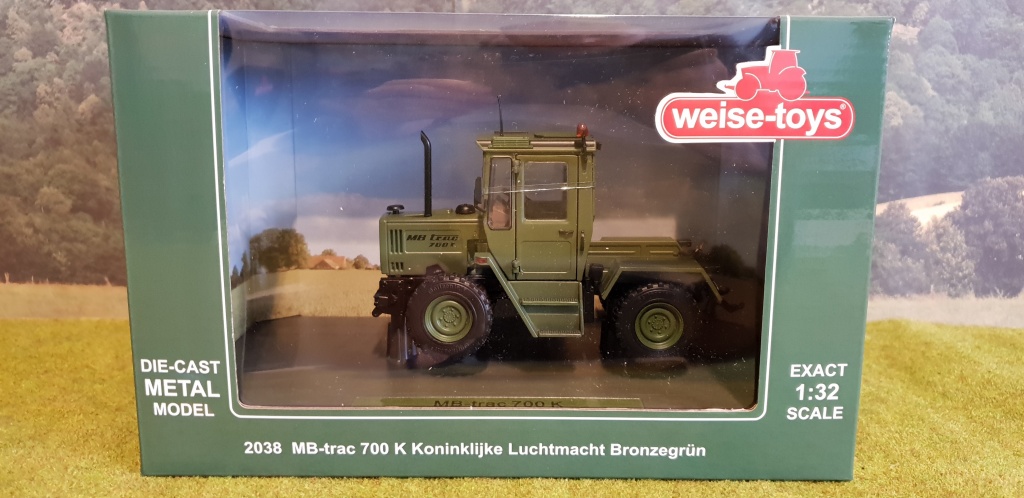 weise-toys®
MB trac
700 K
DIE-CAST
METAL
MODEL
EXACT
1:32
SCALE
MB-trac 700 K
2038 MB-trac 700 K Koninklijke Luchtmacht Bronzegrün